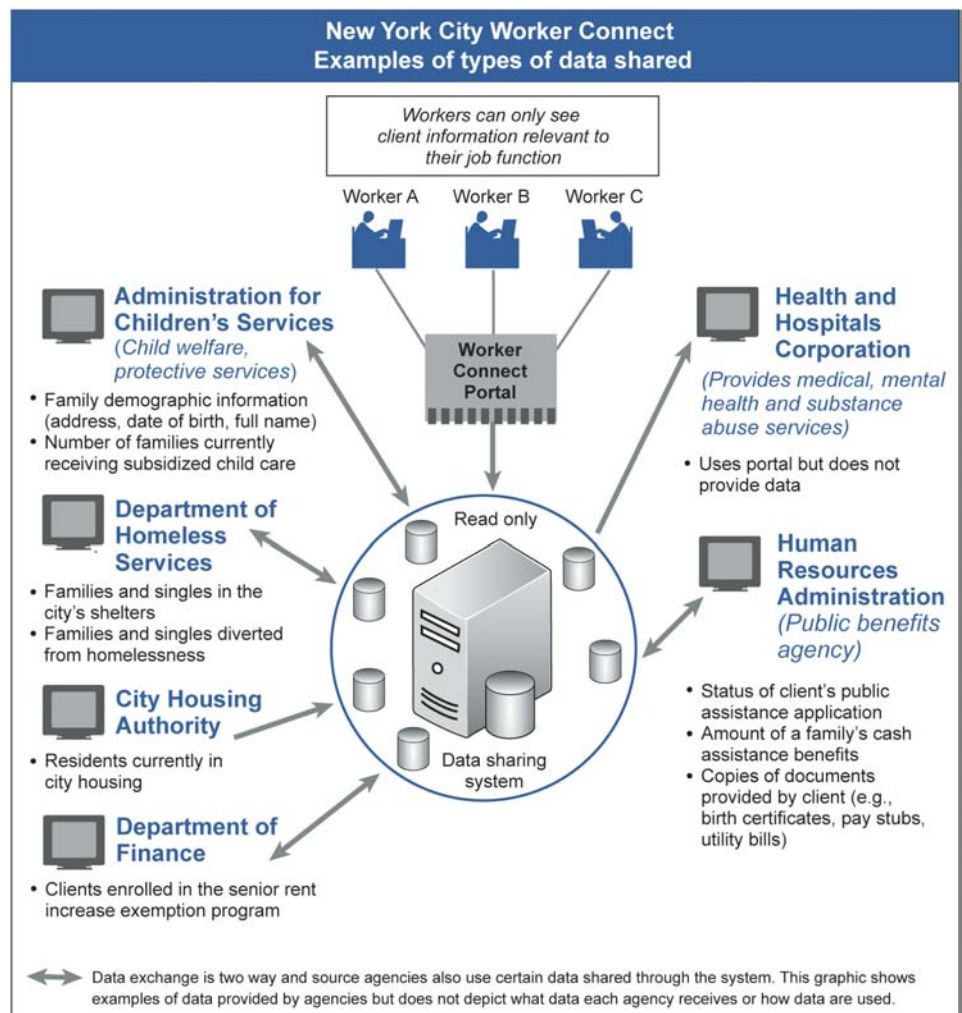 New York City Worker Connect
Examples of types of data shared
Workers can only see
client information relevant to
their job function
Worker A
Worker B
Worker C
Worker
Connect
Portal
Administration for
Children's Services
(Child welfare,
protective services)
• Family demographic information
(address, date of birth, full name)
• Number of families currently
receiving subsidized child care
Department of
Homeless
Services
• Families and singles in the
city's shelters
• Families and singles diverted
from homelessness
City Housing
Authority
• Residents currently in
city housing
Department of
Finance
• Clients enrolled in the senior rent
increase exemption program
Read only
Data sharing
system
Health and
Hospitals
Corporation
(Provides medical, mental
health and substance
abuse services)
• Uses portal but does not
provide data
Human
Resources
Administration
(Public benefits
agency)
• Status of client's public
assistance application
• Amount of a family's cash
assistance benefits
• Copies of documents
provided by client (e.g.,
birth certificates, pay stubs,
utility bills)
Data exchange is two way and source agencies also use certain data shared through the system. This graphic shows
examples of data provided by agencies but does not depict what data each agency receives or how data are used.